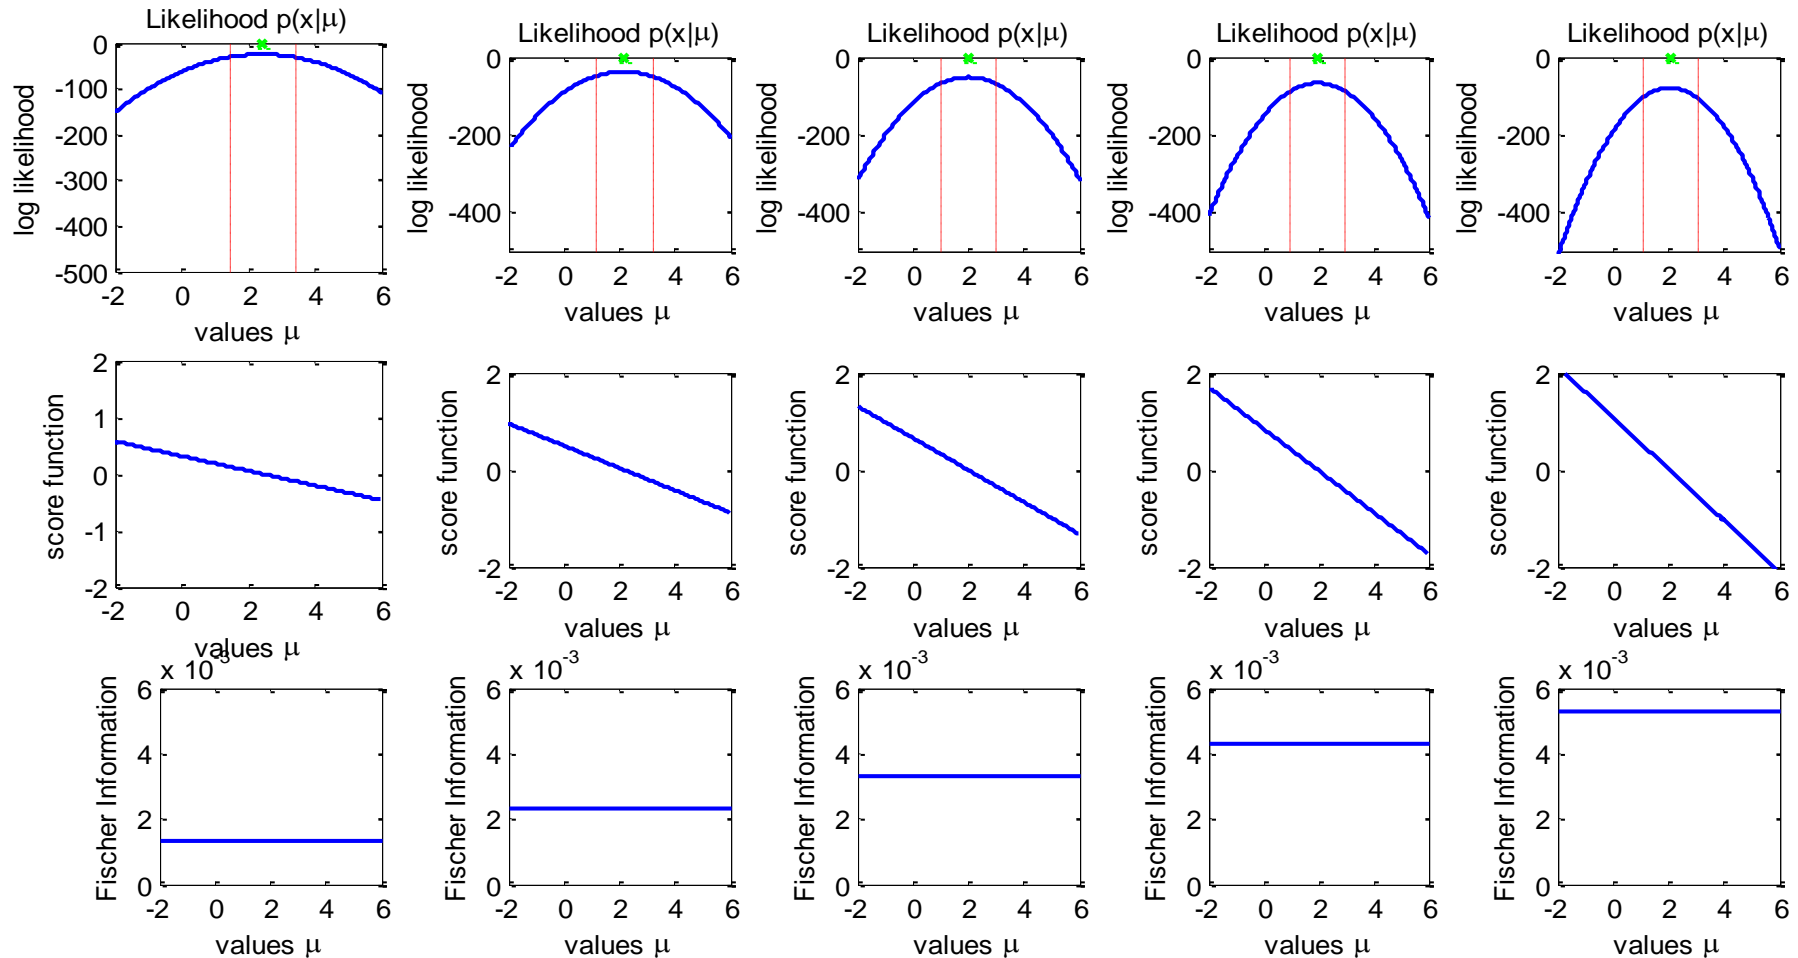 Likelihood p(x|μ)
log likelihood
0
-100
-200
-300
-400
-500
-2 0 2 4 6
values μ
Likelihood p(x|μ)
log likelihood
0
-200
-400
-2 0 2 4 6
values μ
Likelihood p(x|μ)
log likelihood
0
-200
-400
-2 0 2 4 6
values μ
Likelihood p(x|μ)
log likelihood
0
-200
-400
-2 0 2 4 6
values μ
Likelihood p(x|μ)
log likelihood
0
-200
-400
-2 0 2 4 6
values μ
score function
2
1
0
-1
-2
-2 0 2 4 6
values μ
score function
2
0
-2
-2 0 2 4 6
values μ
score function
2
0
-2
-2 0 2 4 6
values μ
score function
2
0
-2
-2 0 2 4 6
values μ
score function
2
0
-2
-2 0 2 4 6
values μ
x 10-3
Fischer Information
6
4
2
0
-2 0 2 4 6
values μ
x 10-3
Fischer Information
6
4
2
0
-2 0 2 4 6
values μ
x 10-3
Fischer Information
6
4
2
0
-2 0 2 4 6
values μ
x 10-3
Fischer Information
6
4
2
0
-2 0 2 4 6
values μ
x 10-3
Fischer Information
6
4
2
0
-2 0 2 4 6
values μ